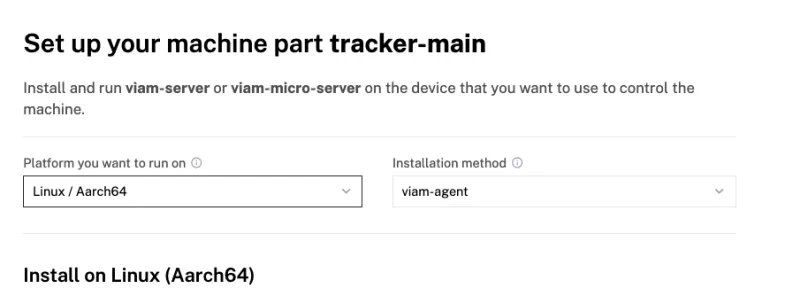 Set up your machine part tracker-main
Install and run viam-server or viam-micro-server on the device that you want to use to control the
machine.
Platform you want to run on
Installation method
Linux / Aarch64
viam-agent
Install on Linux (Aarch64)